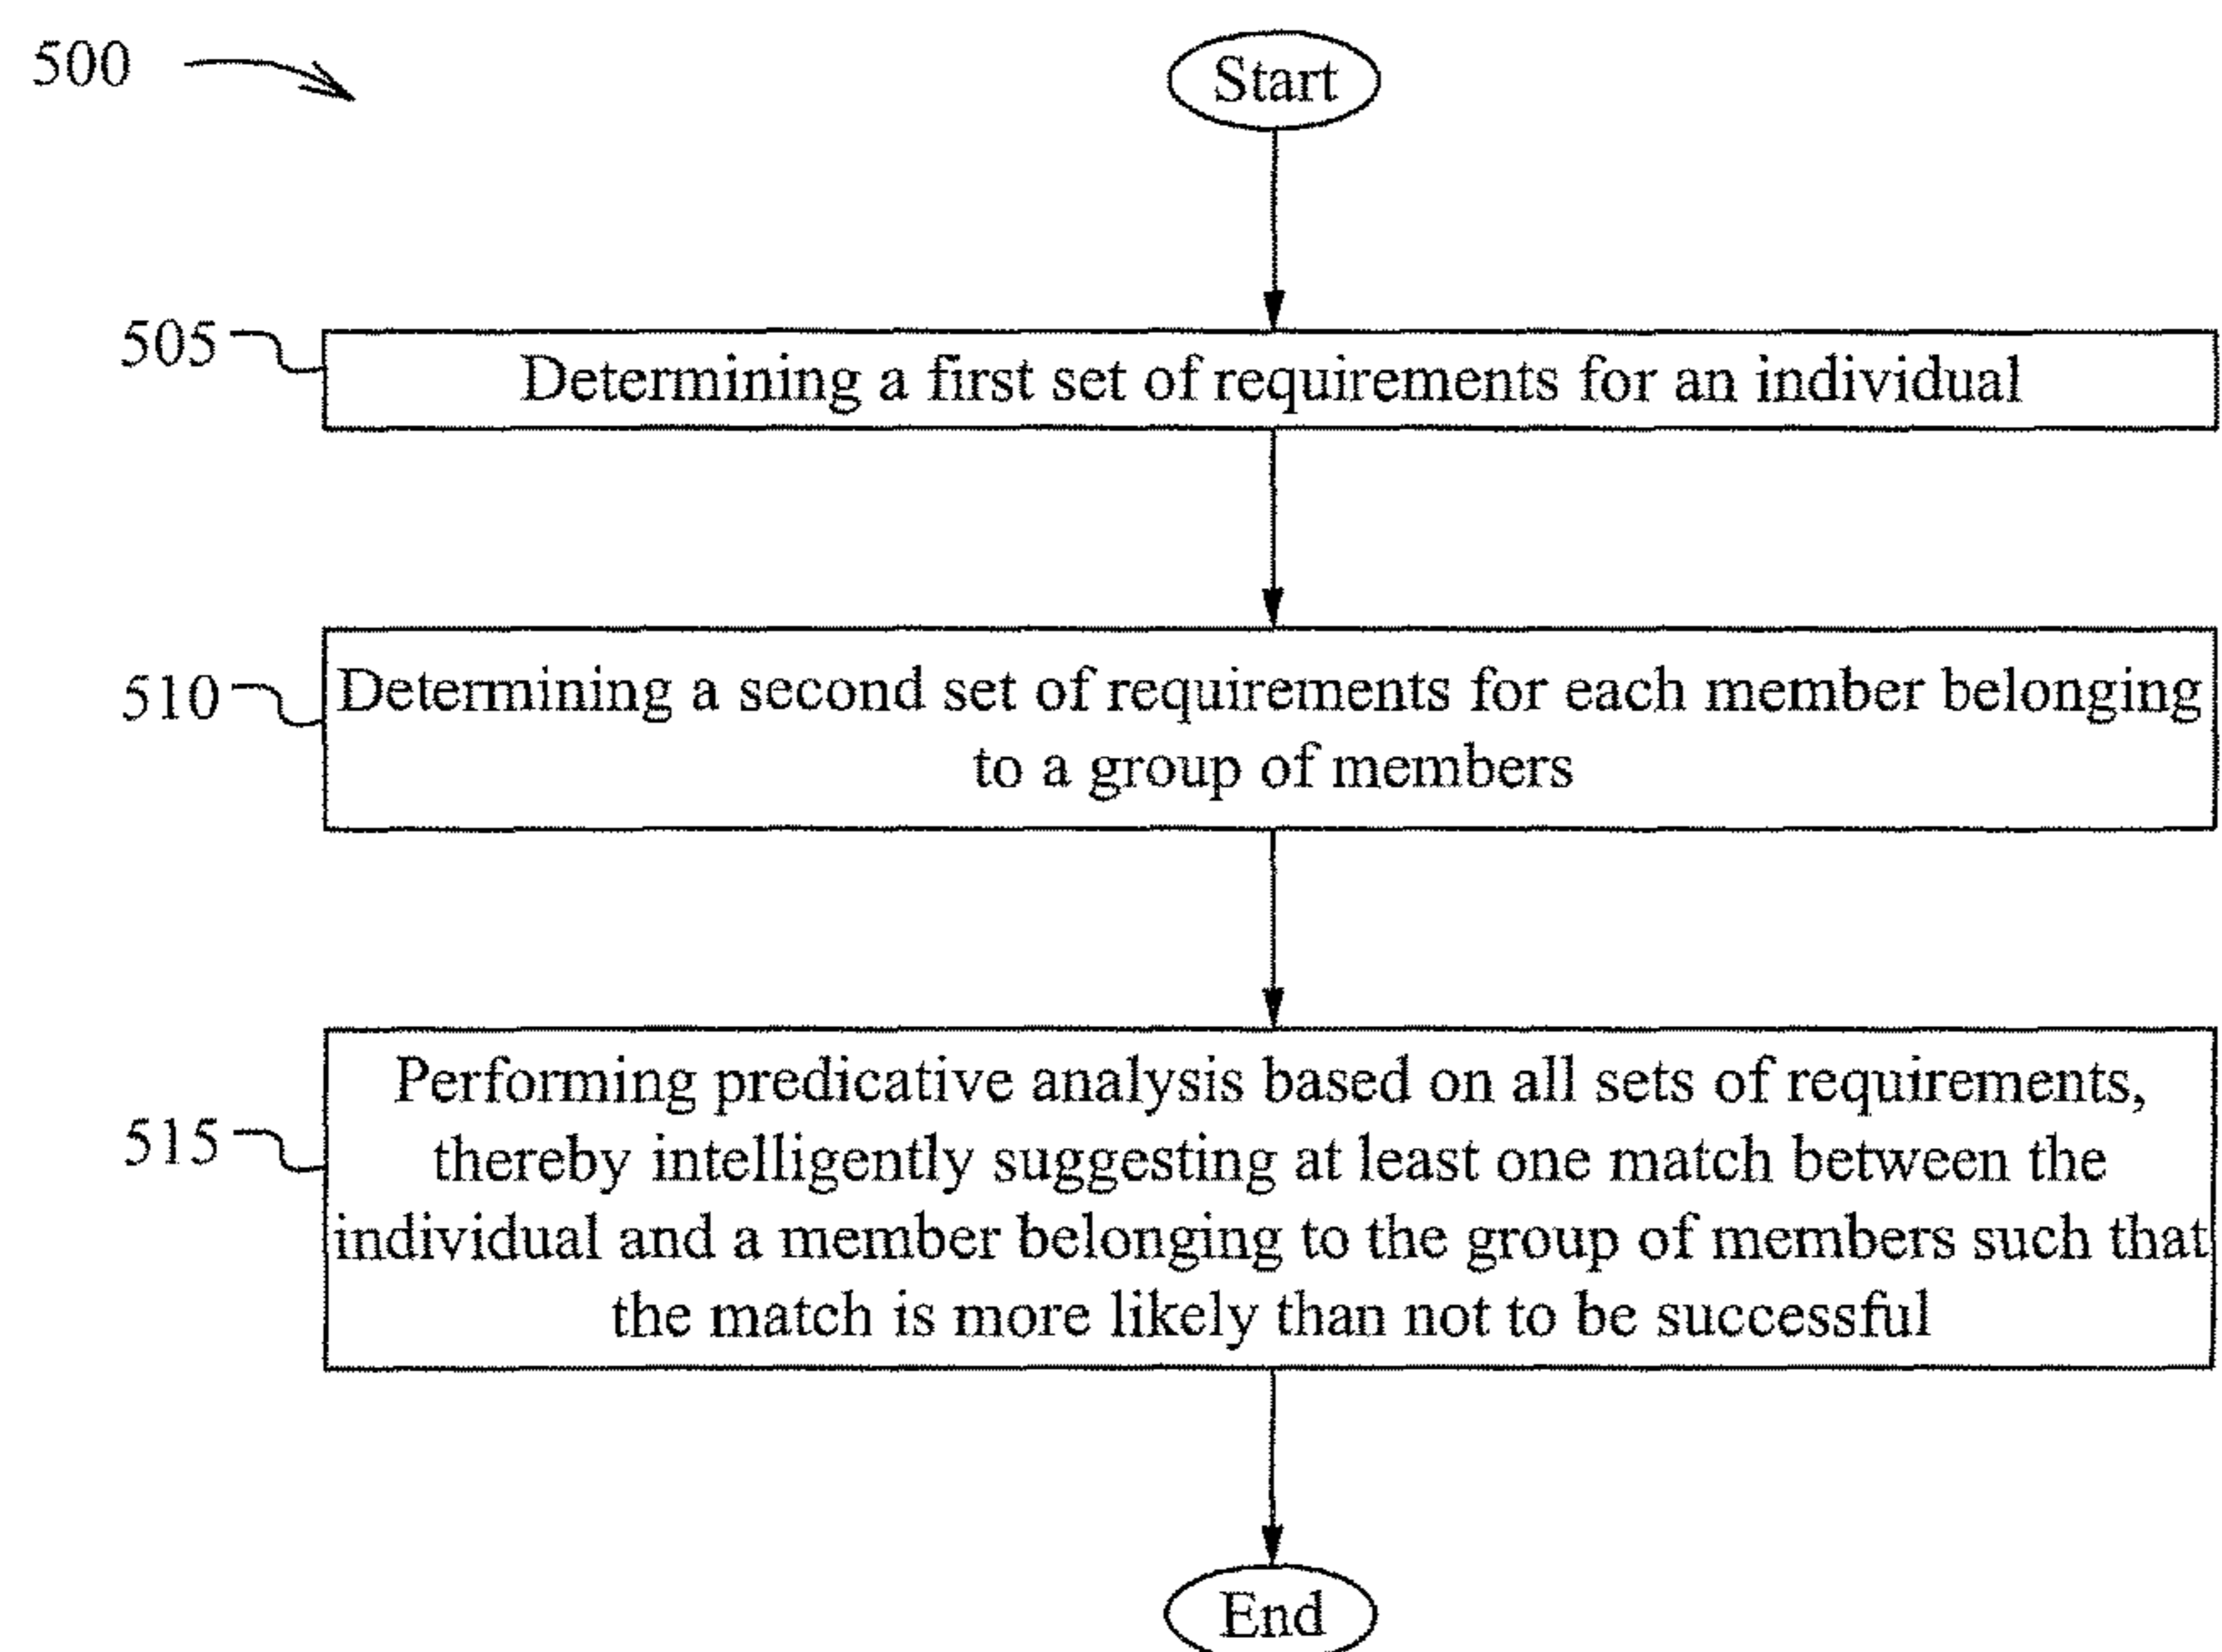 500
Start
505
Determining a first set of requirements for an individual
510
Determining a second set of requirements for each member belonging
to a group of members
515
Performing predicative analysis based on all sets of requirements,
thereby intelligently suggesting at least one match between the
individual and a member belonging to the group of members such that
the match is more likely than not to be successful
End